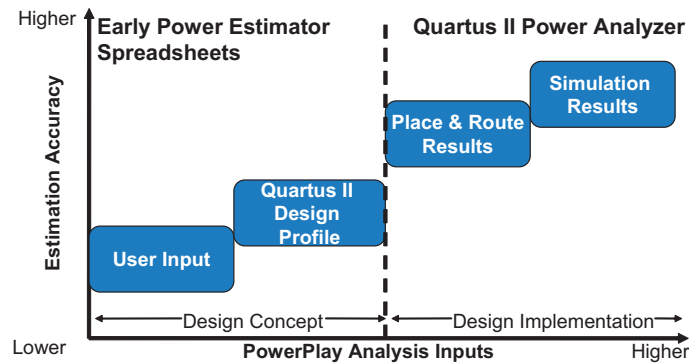 Higher
Early Power Estimator
Spreadsheets
Quartus II Power Analyzer
Estimation Accuracy
Simulation
Results
Place & Route
Results
Quartus II
Design
Profile
User Input
Design Concept
Design Implementation
Lower
PowerPlay Analysis Inputs
Higher